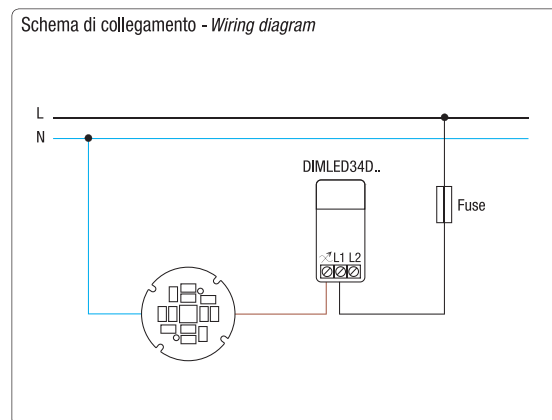 Schema di collegamento - Wiring diagram
L
N
DIMLED34D..
Fuse
L1 L2